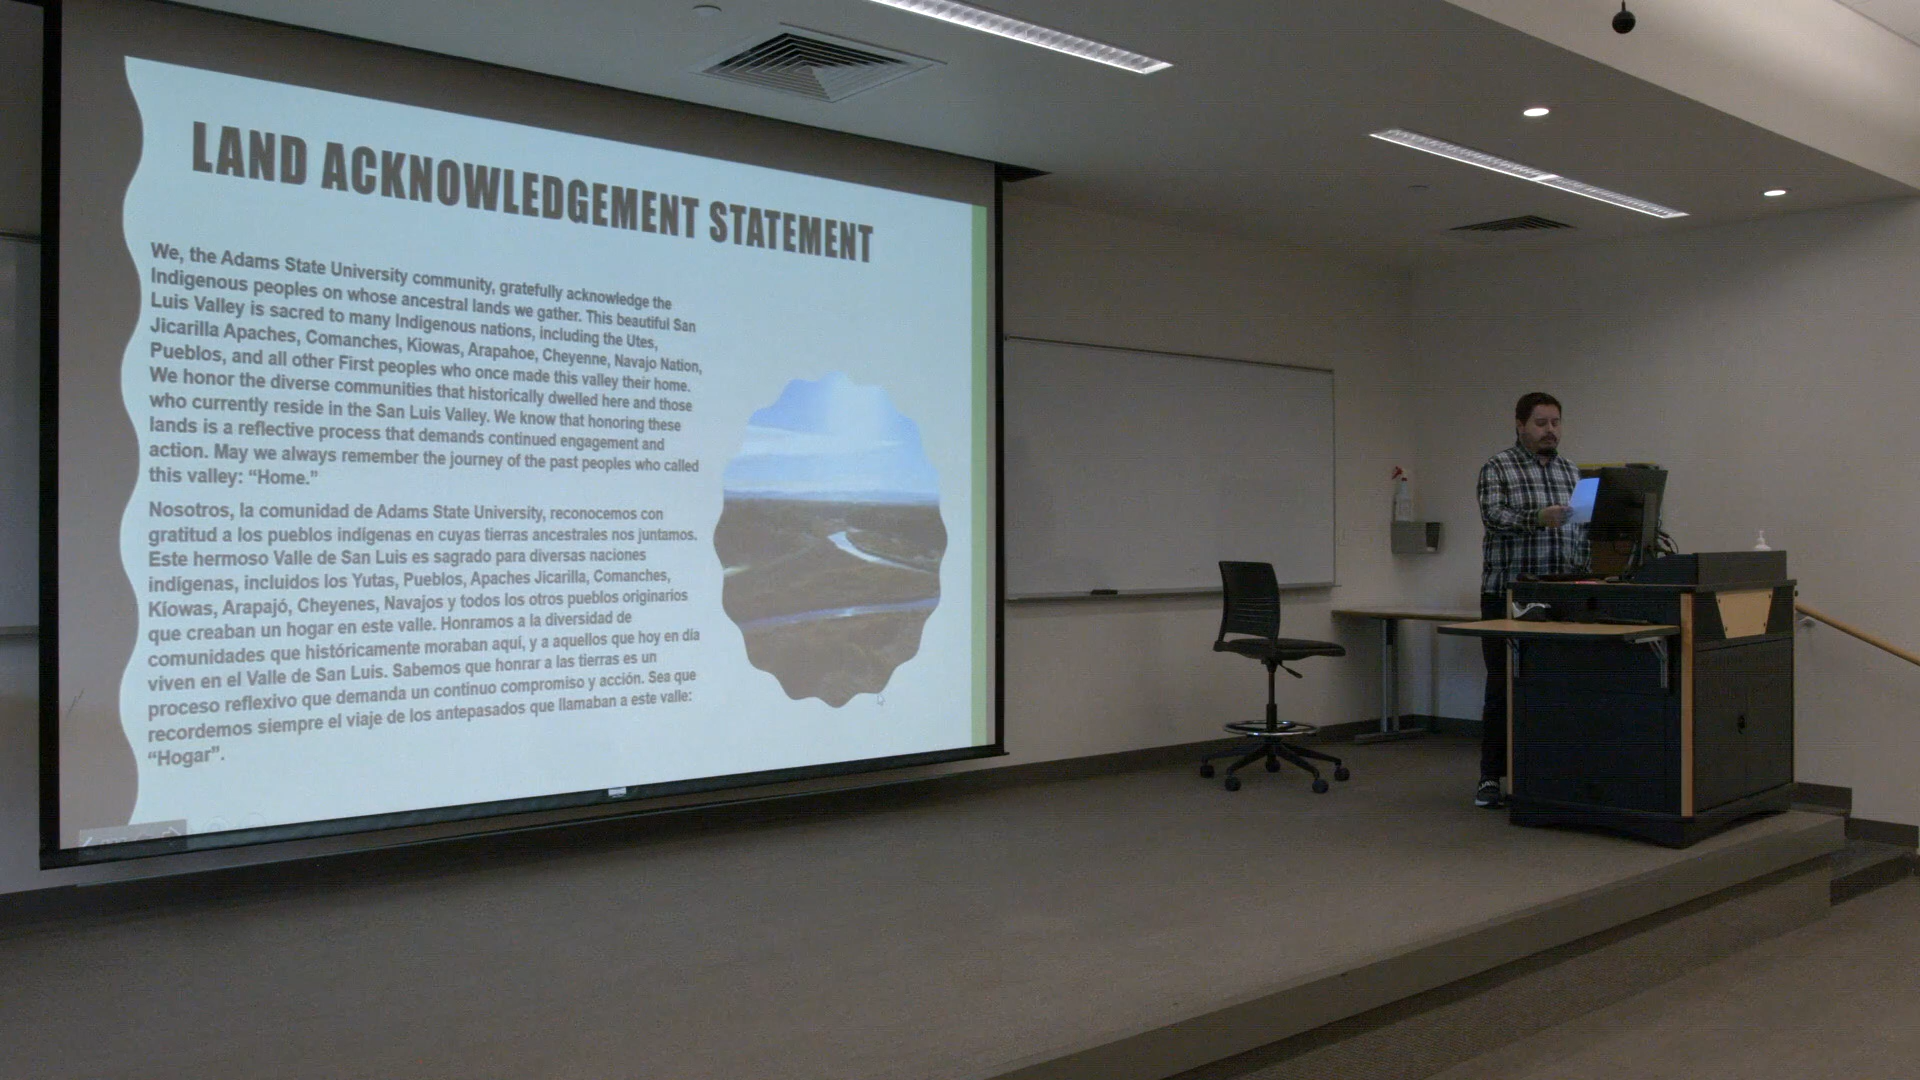 LAND ACKNOWLEDGEMENT STATEMENT
We, the Adams State University community, gratefully acknowledge the
Indigenous peoples on whose ancestral lands we gather. This beautiful San
Luis Valley is sacred to many Indigenous nations, including the Utes,
Jicarilla Apaches, Comanches, Kiowas, Arapahoe, Cheyenne, Navajo Nation,
Pueblos, and all other First peoples who once made this valley their home.
We honor the diverse communities that historically dwelled here and those
who currently reside in the San Luis Valley. We know that honoring these
lands is a reflective process that demands continued engagement and
action. May we always remember the journey of the past peoples who called
this valley: “Home.”
Nosotros, la comunidad de Adams State University, reconocemos con
gratitud a los pueblos indígenas en cuyas tierras ancestrales nos juntamos.
Este hermoso Valle de San Luis es sagrado para diversas naciones
indígenas, incluidos los Yutas, Pueblos, Apaches Jicarilla, Comanches,
Kiowas, Arapajó, Cheyenes, Navajos y todos los otros pueblos originarios
que creaban un hogar en este valle. Honramos a la diversidad de
comunidades que históricamente moraban aquí, y a aquellos que hoy en día
viven en el Valle de San Luis. Sabemos que honrar a las tierras es un
proceso reflexivo que demanda un continuo compromiso y acción. Sea que
recordemos siempre el viaje de los antepasados que llamaban a este valle:
“Hogar”.